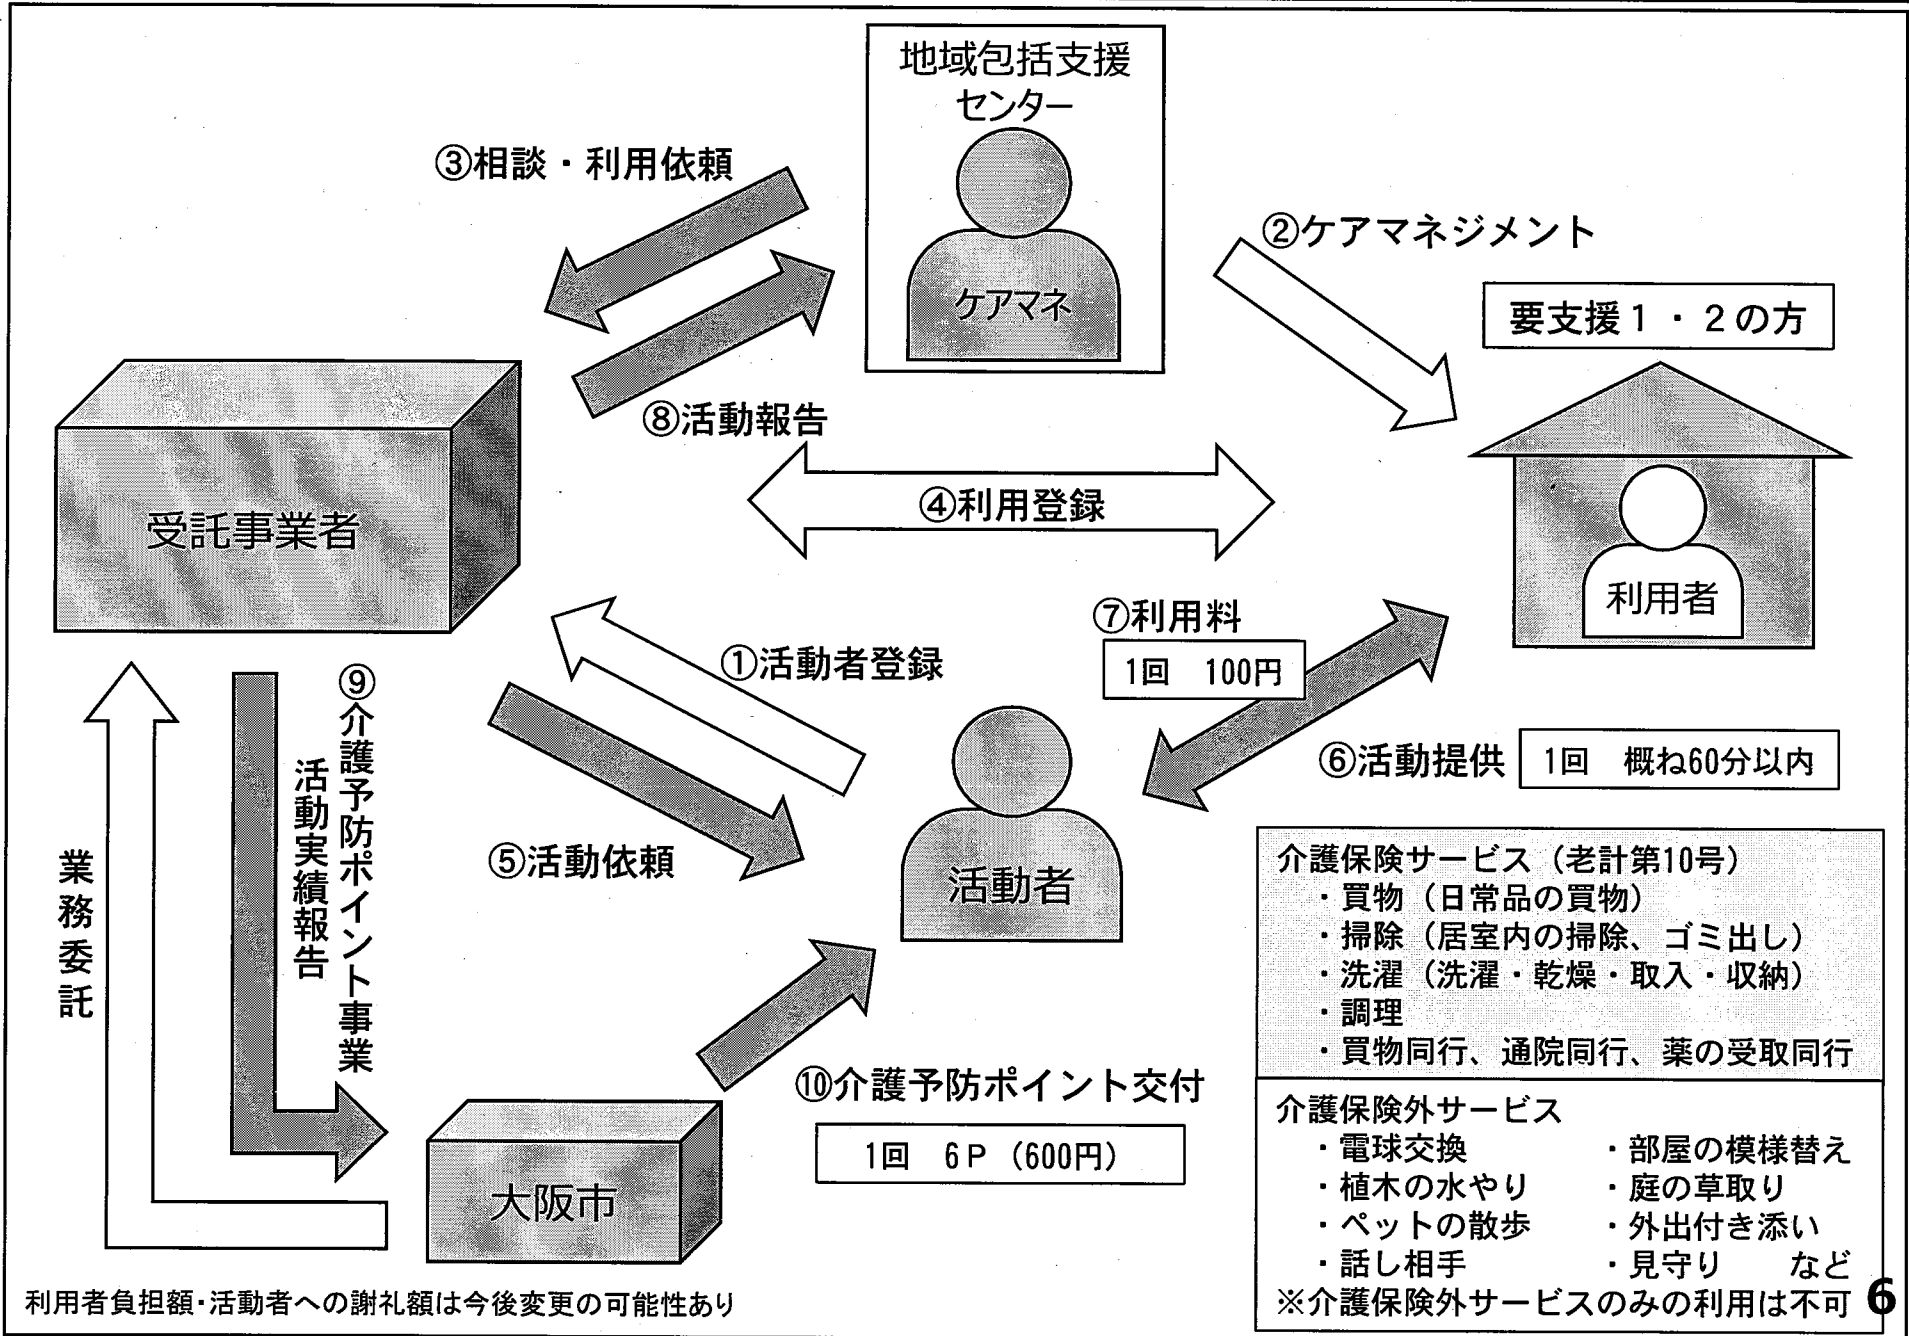 地域包括支援
センター
ケアマネ
③相談・利用依頼
②ケアマネジメント
要支援１・２の方
⑧活動報告
④利用登録
受託事業者
利用者
⑦利用料
1回　100円
①活動者登録
⑥活動提供
1回　概ね60分以内
⑤活動依頼
活動者
⑨介護予防ポイント事業
活動実績報告
業務委託
⑩介護予防ポイント交付
1回　6Ｐ（600円）
大阪市
介護保険サービス（老計第10号）
・買物（日常品の買物）
・掃除（居室内の掃除、ゴミ出し）
・洗濯（洗濯・乾燥・取入・収納）
・調理
・買物同行、通院同行、薬の受取同行
介護保険外サービス
・電球交換　・部屋の模様替え
・植木の水やり　・庭の草取り
・ペットの散歩　・外出付き添い
・話し相手　・見守り　など
※介護保険外サービスのみの利用は不可
利用者負担額・活動者への謝礼額は今後変更の可能性あり
6